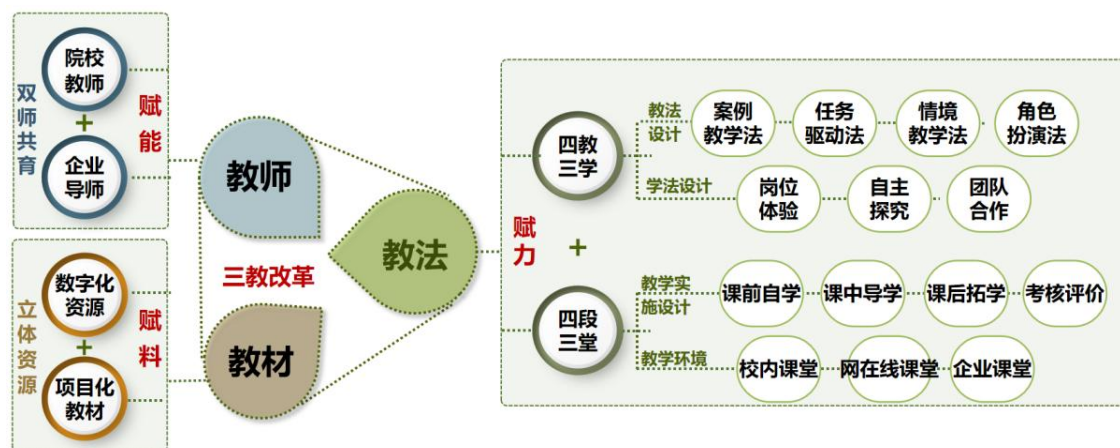 双师共育
院校
教师
+
企业
导师
赋能
立体资源
数字化
资源
+
项目化
教材
赋料
教师
三教改革
教材
教法
赋力
四教
三学
教法
设计
案例
教学法
任务
驱动法
情境
教学法
角色
扮演法
学法设计
岗位
体验
自主
探究
团队
合作
+
四段
三堂
教学实
施设计
课前自学
课中导学
课后拓学
考核评价
教学环境
校内课堂
网在线课堂
企业课堂